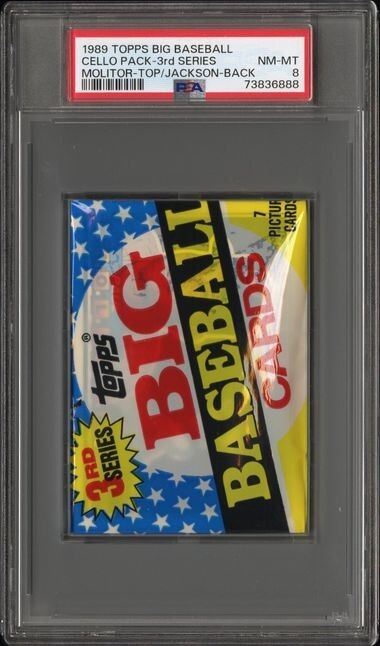 1989 TOPPS BIG BASEBALL
CELLO PACK-3rd SERIES NM-MT
MOLITOR-TOP/JACKSON-BACK 8
PSA 73836888
7
PICTURE
CARDS
topps®
BIG
BASEBALL
CARDS
3RD
SERIES